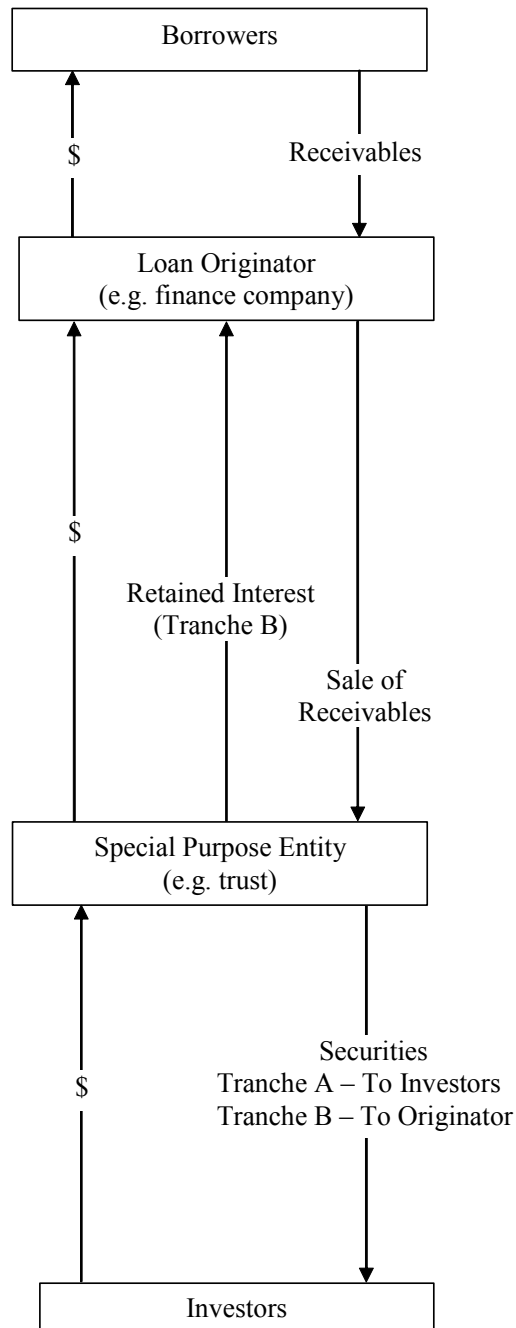 Borrowers
$
Receivables
Loan Originator
(e.g. finance company)
$
Retained Interest
(Tranche B)
Sale of
Receivables
Special Purpose Entity
(e.g. trust)
$
Securities
Tranche A – To Investors
Tranche B – To Originator
Investors